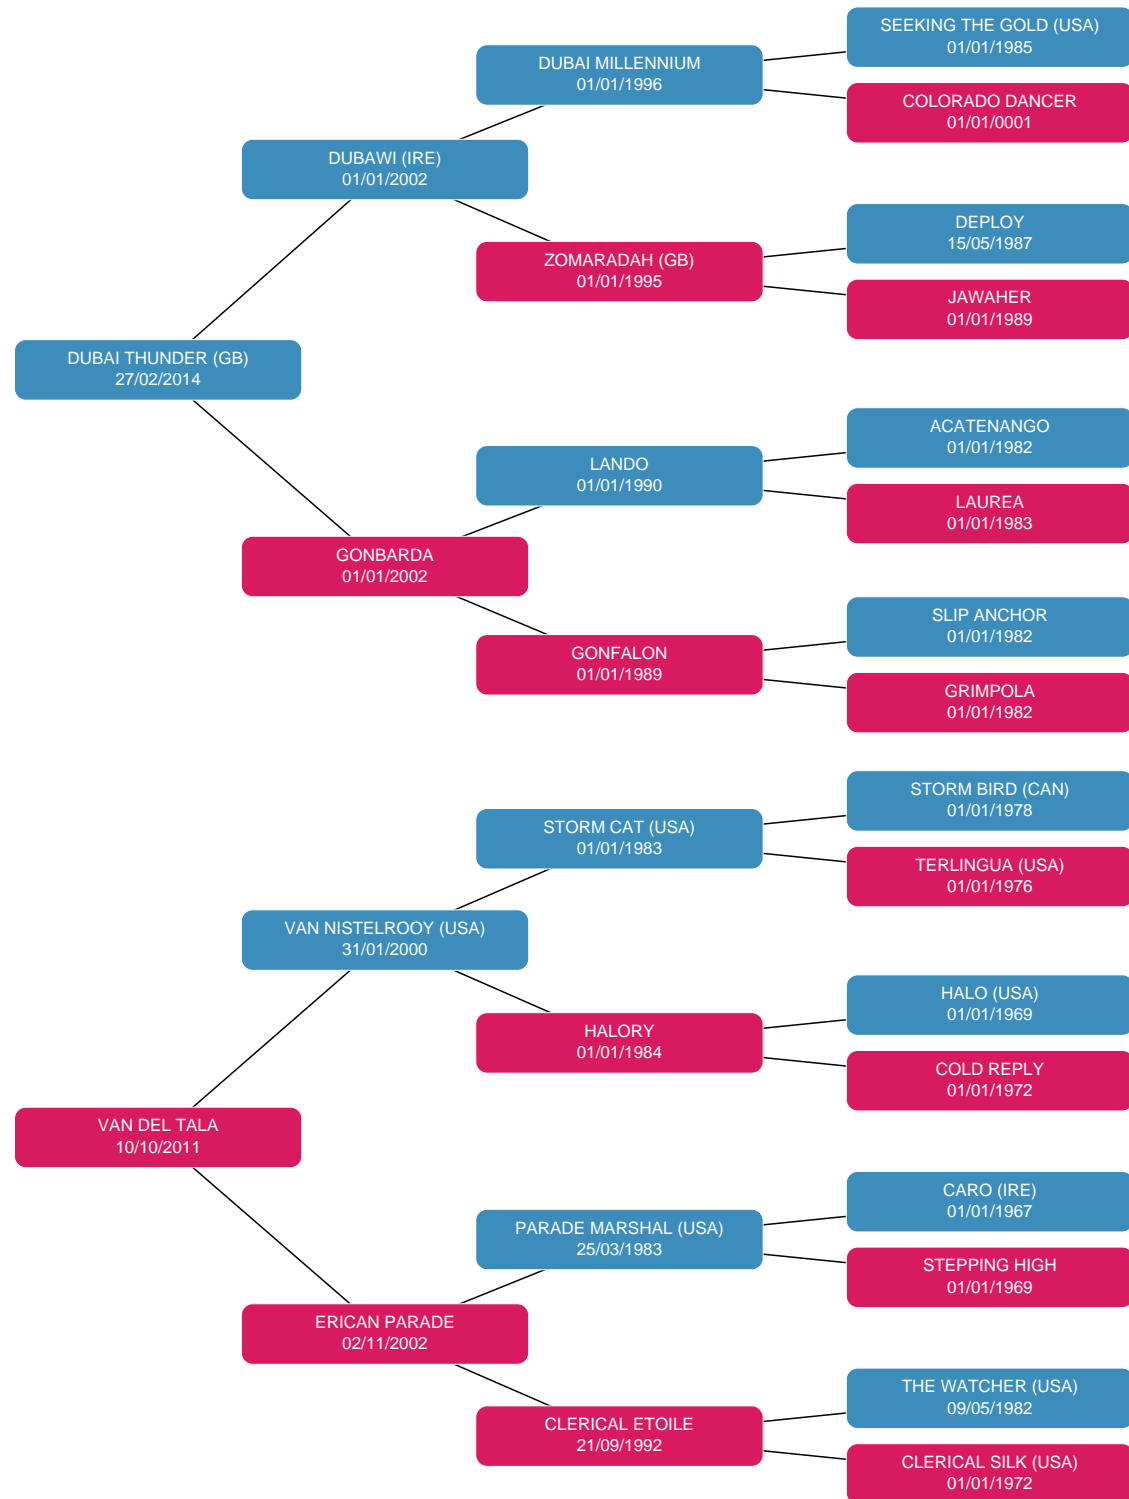 SEEKING THE GOLD (USA)
01/01/1985
DUBAI MILLENNIUM
01/01/1996
COLORADO DANCER
01/01/0001
DUBAWI (IRE)
01/01/2002
DEPLOY
15/05/1987
ZOMARADAH (GB)
01/01/1995
JAWAHER
01/01/1989
DUBAI THUNDER (GB)
27/02/2014
ACATENANGO
01/01/1982
LANDO
01/01/1990
LAUREA
01/01/1983
GONBARDA
01/01/2002
SLIP ANCHOR
01/01/1982
GONFALON
01/01/1989
GRIMPOLA
01/01/1982
STORM BIRD (CAN)
01/01/1978
STORM CAT (USA)
01/01/1983
TERLINGUA (USA)
01/01/1976
VAN NISTELROOY (USA)
31/01/2000
HALO (USA)
01/01/1969
HALORY
01/01/1984
COLD REPLY
01/01/1972
VAN DEL TALA
10/10/2011
CARO (IRE)
01/01/1967
PARADE MARSHAL (USA)
25/03/1983
STEPPING HIGH
01/01/1969
ERICAN PARADE
02/11/2002
THE WATCHER (USA)
09/05/1982
CLERICAL ETOILE
21/09/1992
CLERICAL SILK (USA)
01/01/1972